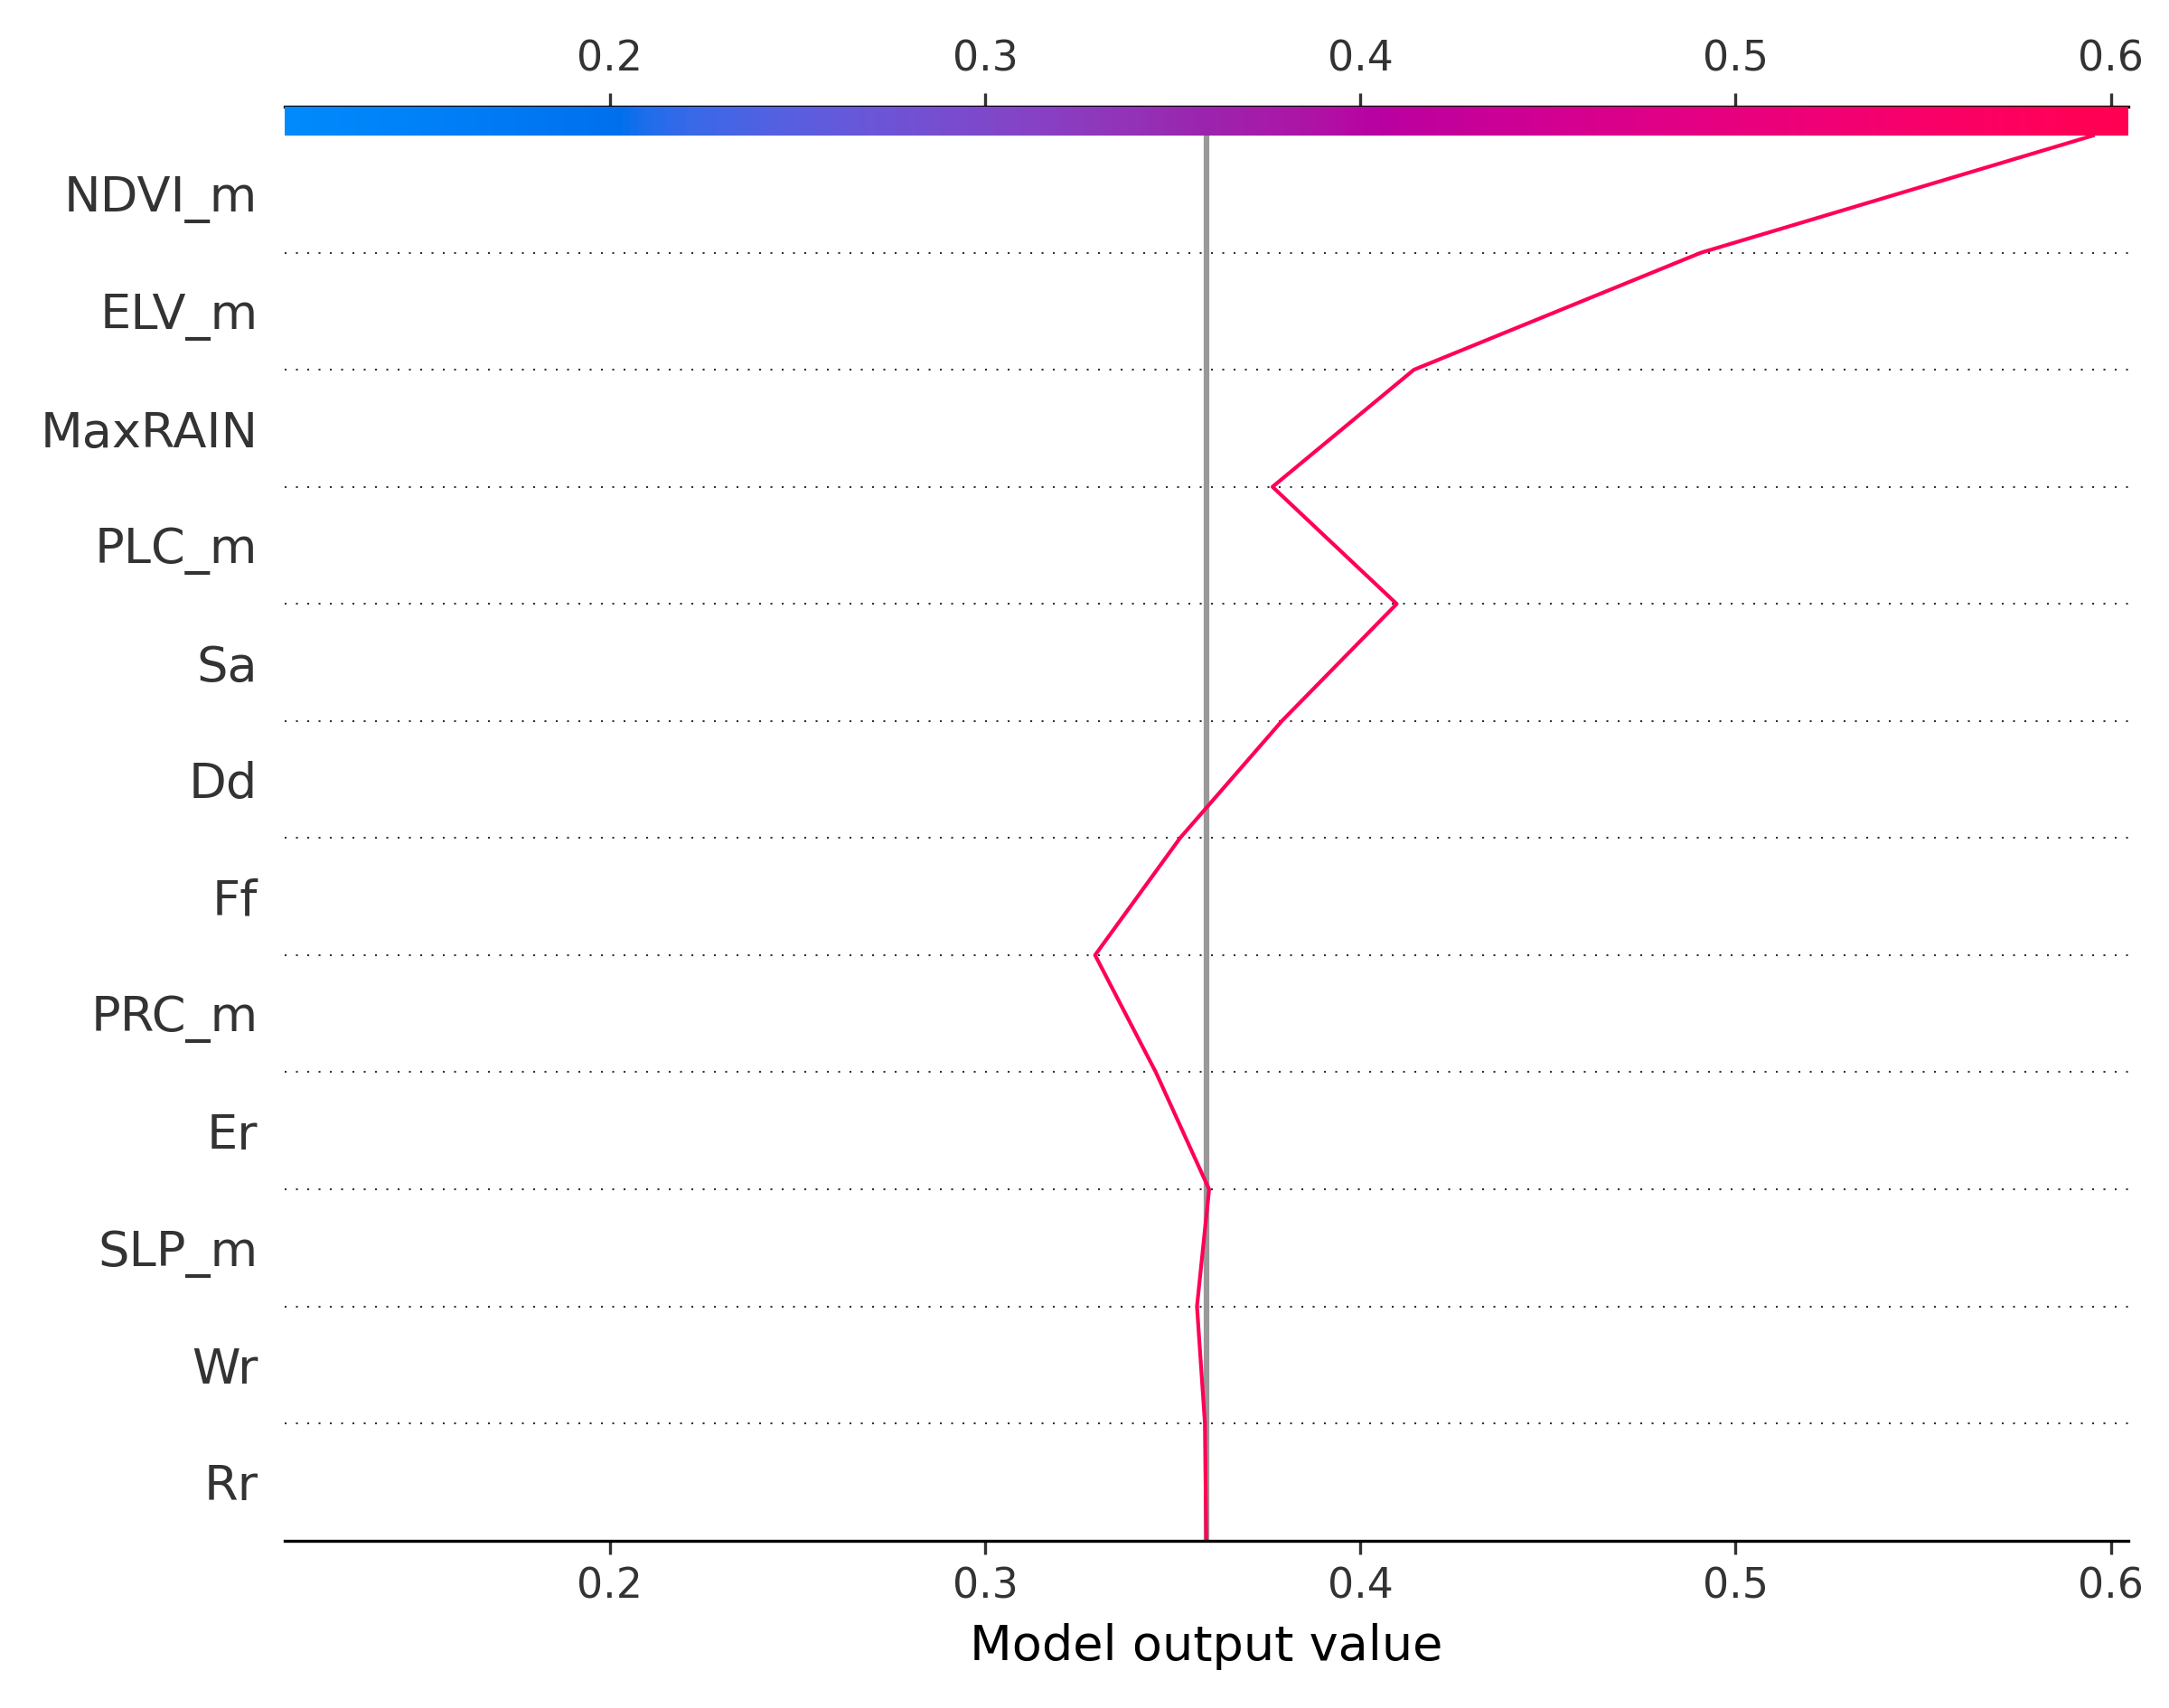 0.2 0.3 0.4 0.5 0.6
NDVI_m
ELV_m
MaxRAIN
PLC_m
Sa
Dd
Ff
PRC_m
Er
SLP_m
Wr
Rr
0.2 0.3 0.4 0.5 0.6
Model output value